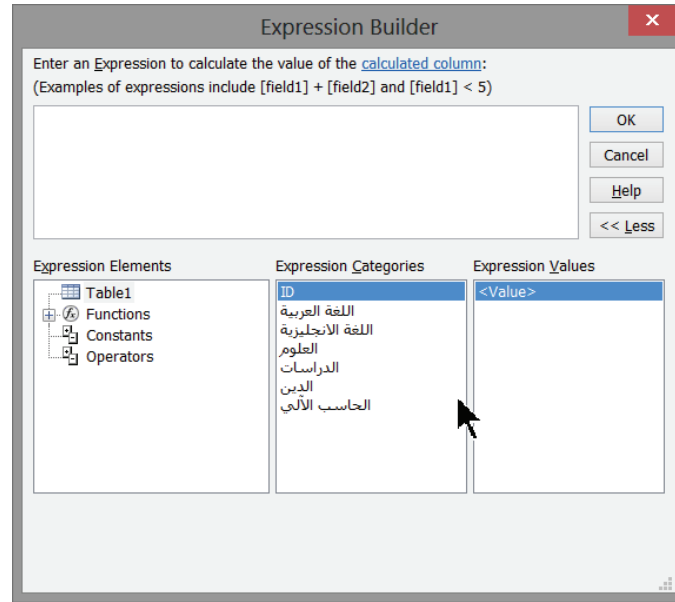 Expression Builder
Enter an Expression to calculate the value of the calculated column:
(Examples of expressions include [field1] + [field2] and [field1] < 5)
OK
Cancel
Help
<< Less
Expression Elements
Table1
Functions
Constants
Operators
Expression Categories
ID
اللغة العربية
اللغة الانجليزية
العلوم
الدراسات
الدين
الحاسب الآلي
Expression Values
<Value>